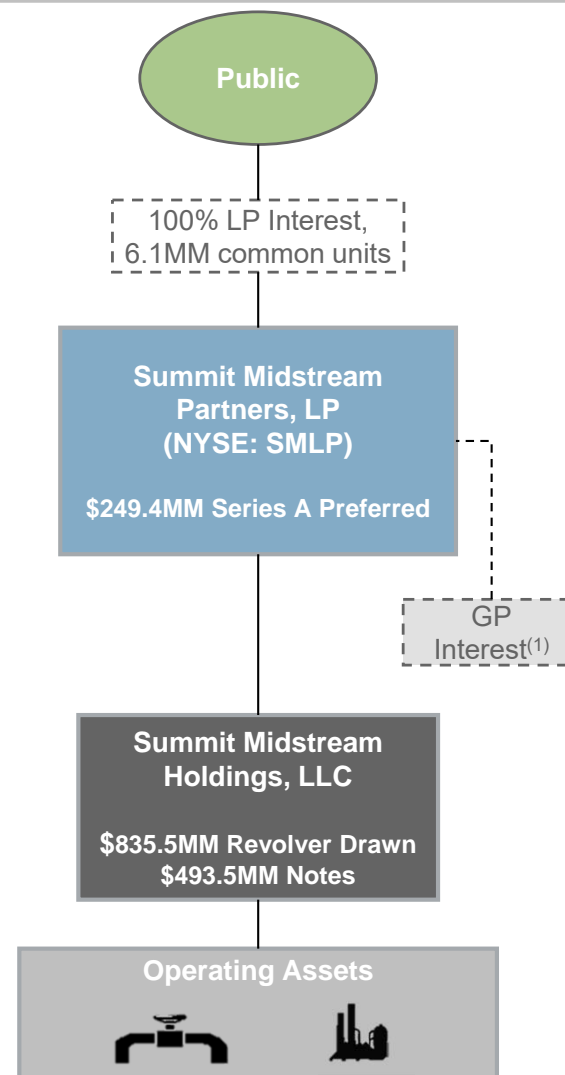 Public
100% LP Interest,
6.1MM common units
Summit Midstream
Partners, LP
(NYSE: SMLP)
$249.4MM Series A Preferred
GP
Interest(1)
Summit Midstream
Holdings, LLC
$835.5MM Revolver Drawn
$493.5MM Notes
Operating Assets